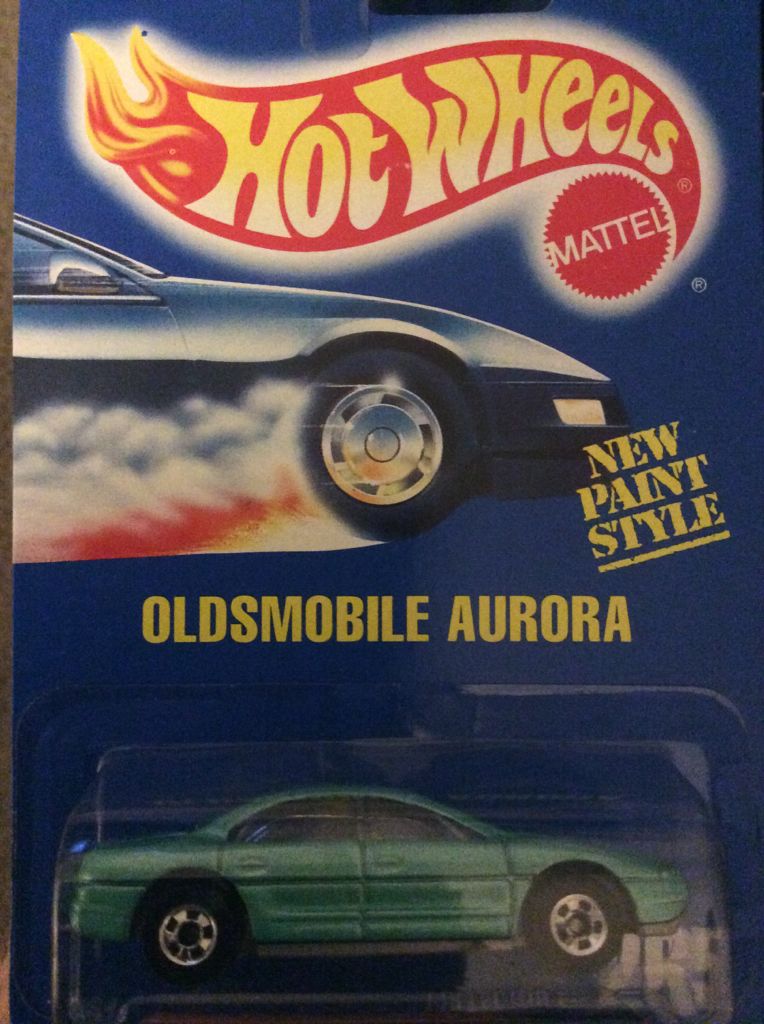 HOT WHEELS
®
MATTEL
®
NEW
PAINT
STYLE
OLDSMOBILE AURORA